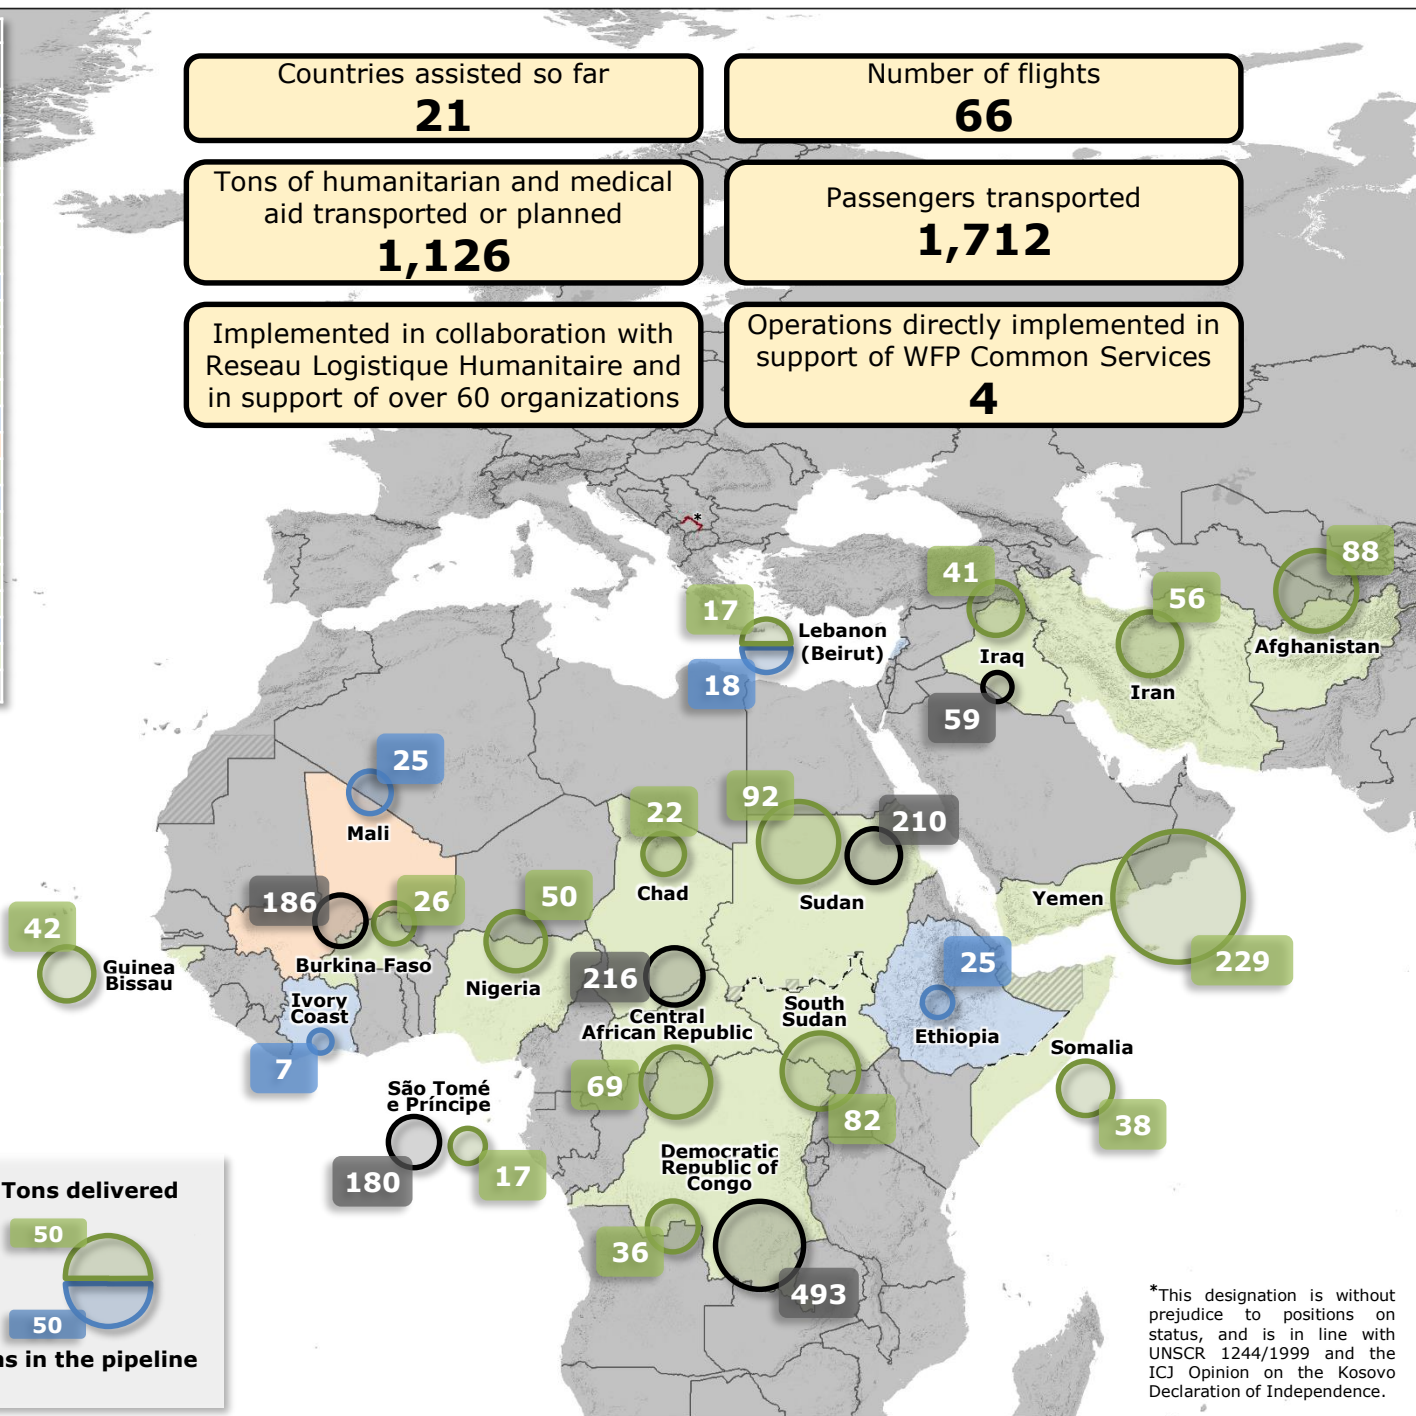 Countries assisted so far
21
Number of flights
66
Tons of humanitarian and medical
aid transported or planned
1,126
Passengers transported
1,712
Implemented in collaboration with
Reseau Logistique Humanitaire and
in support of over 60 organizations
Operations directly implemented in
support of WFP Common Services
4
*
88
41
56
17
Lebanon
(Beirut)
Afghanistan
Iraq
18
Iran
59
25
92
22
210
Mali
Chad
Sudan
186
26
50
Yemen
42
Guinea
Bissau
Burkina Faso
Nigeria
216
25
229
Ivory
Coast
Central
African Republic
South
Sudan
Ethiopia
7
Somalia
69
São Tomé
e Príncipe
82
38
180
17
Democratic
Republic of
Congo
36
493
Tons delivered
50
50
in the pipeline
*This designation is without
prejudice to positions on
status, and is in line with
UNSCR 1244/1999 and the
ICJ Opinion on the Kosovo
Declaration of Independence.